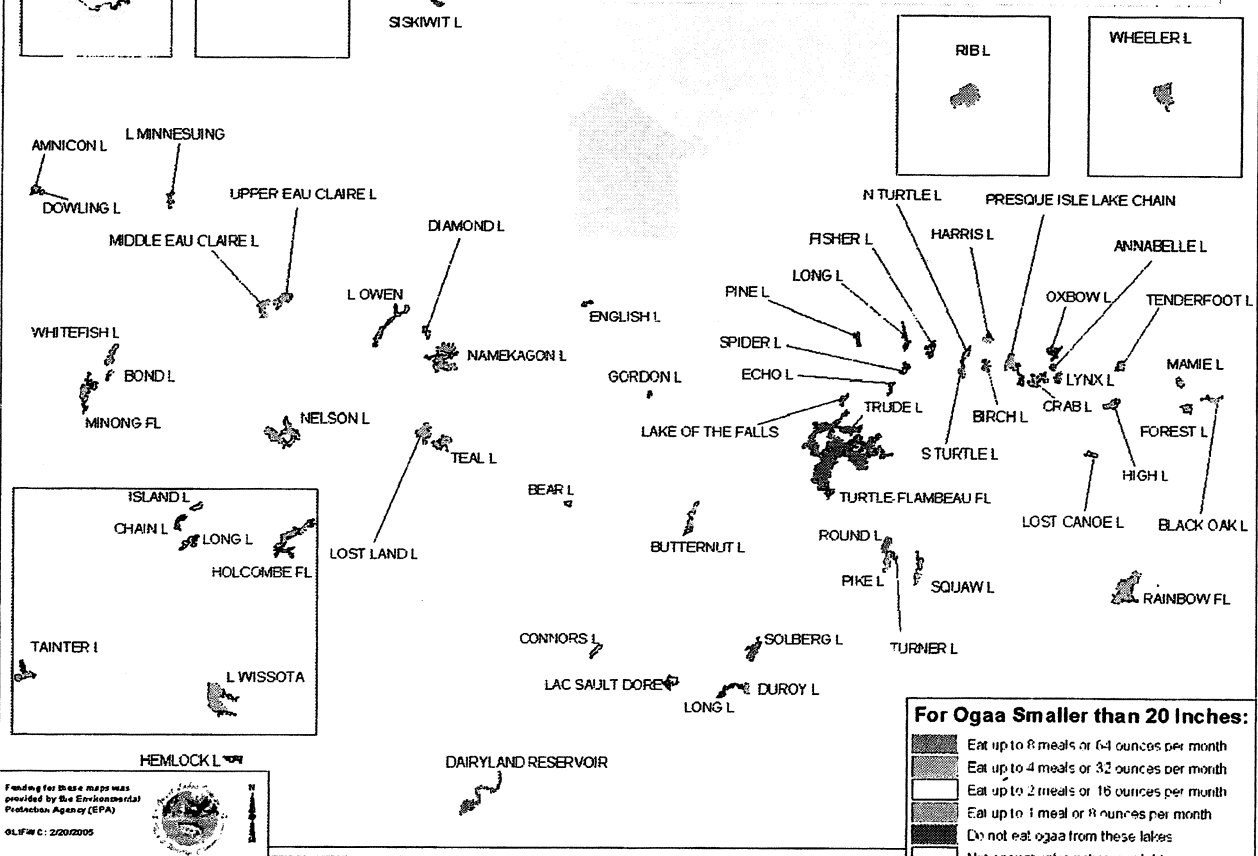 SISKIWIT L
RIB L
WHEELER L
AMNICON L
L MINNESUING
DOWLING L
UPPER EAU CLAIRE L
MIDDLE EAU CLAIRE L
DIAMOND L
N TURTLE L
PRESQUE ISLE LAKE CHAIN
FISHER L
HARRIS L
ANNABELLE L
LONG L
PINE L
L OWEN
ENGLISH L
OXBOW L
TENDERFOOT L
WHITEFISH L
BOND L
MINONG FL
NAMEKAGON L
SPIDER L
ECHO L
GORDON L
LYNX L
MAMIE L
TRUDE L
BIRCH L
CRAB L
NELSON L
LAKE OF THE FALLS
FOREST L
TEAL L
S TURTLE L
HIGH L
BEAR L
TURTLE-FLAMBEAU FL
ISLAND L
CHAIN L
LONG L
HOLCOMBE FL
LOST LAND L
BUTTERNUT L
LOST CANOE L
BLACK OAK L
ROUND L
PIKE L
SQUAW L
RAINBOW FL
TAINTER L
L WISSOTA
CONNORS L
SOLBERG L
TURNER L
LAC SAULT DORE
DUROY L
LONG L
HEMLOCK L
DAIRYLAND RESERVOIR
Funding for these maps was
provided by the Environmental
Protection Agency (EPA)
GLIFWC: 2/20/2005
N
For Ogaa Smaller than 20 Inches:
Eat up to 8 meals or 64 ounces per month
Eat up to 4 meals or 32 ounces per month
Eat up to 2 meals or 16 ounces per month
Eat up to 1 meal or 8 ounces per month
Do not eat ogaa from these lakes